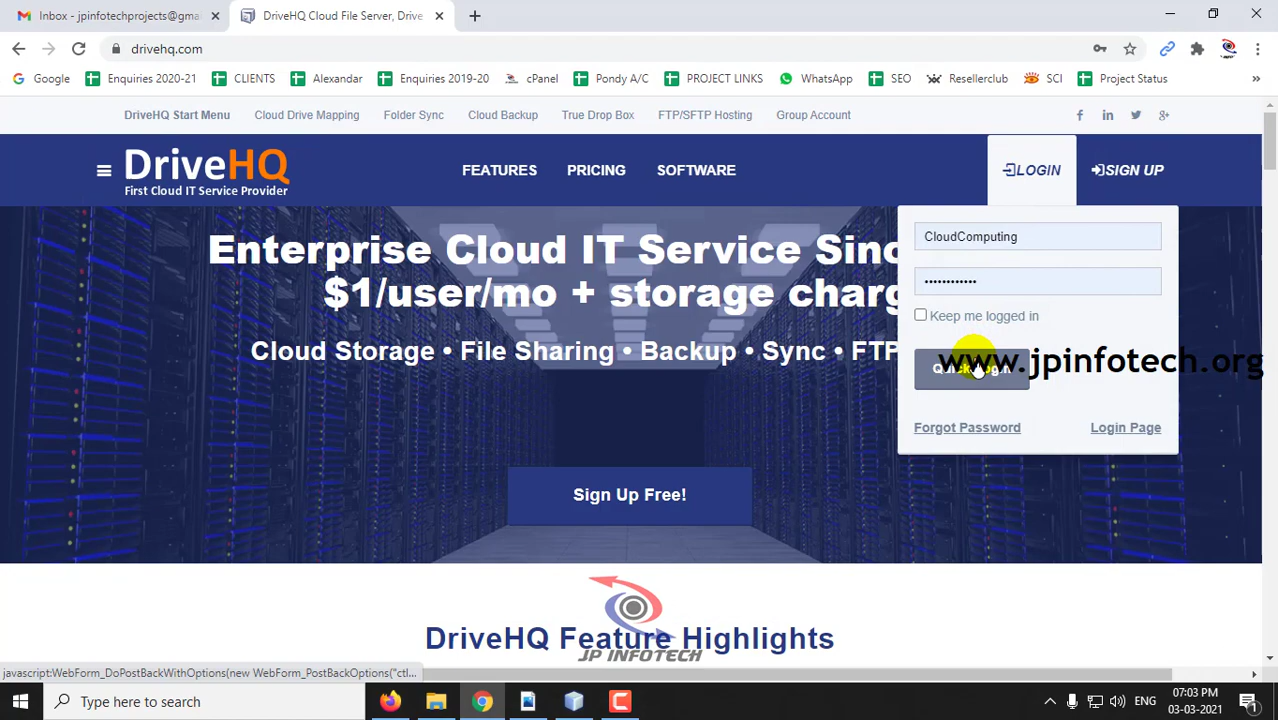 Inbox - jpinfotechprojects@gma
DriveHQ Cloud File Server, Drive
drivehq.com
Google
Enquiries 2020-21
CLIENTS
Alexandar
Enquiries 2019-20
cPanel
Pondy A/C
PROJECT LINKS
WhatsApp
SEO
Resellerclub
SCI
Project Status
»
DriveHQ Start Menu
Cloud Drive Mapping
Folder Sync
Cloud Backup
True Drop Box
FTP/SFTP Hosting
Group Account
DriveHQ
First Cloud IT Service Provider
FEATURES
PRICING
SOFTWARE
LOGIN
SIGN UP
Enterprise Cloud IT Service Sinc
$1/user/mo + storage charg
Cloud Storage • File Sharing • Backup • Sync • FTP
CloudComputing
••••••••••••
Keep me logged in
www.jpinfotech.org
Forgot Password
Login Page
Sign Up Free!
DriveHQ Feature Highlights
JP INFOTECH
javascript:WebForm_DoPostBackWithOptions(new WebForm_PostBackOptions("ctl...
Type here to search
ENG
07:03 PM
03-03-2021
1